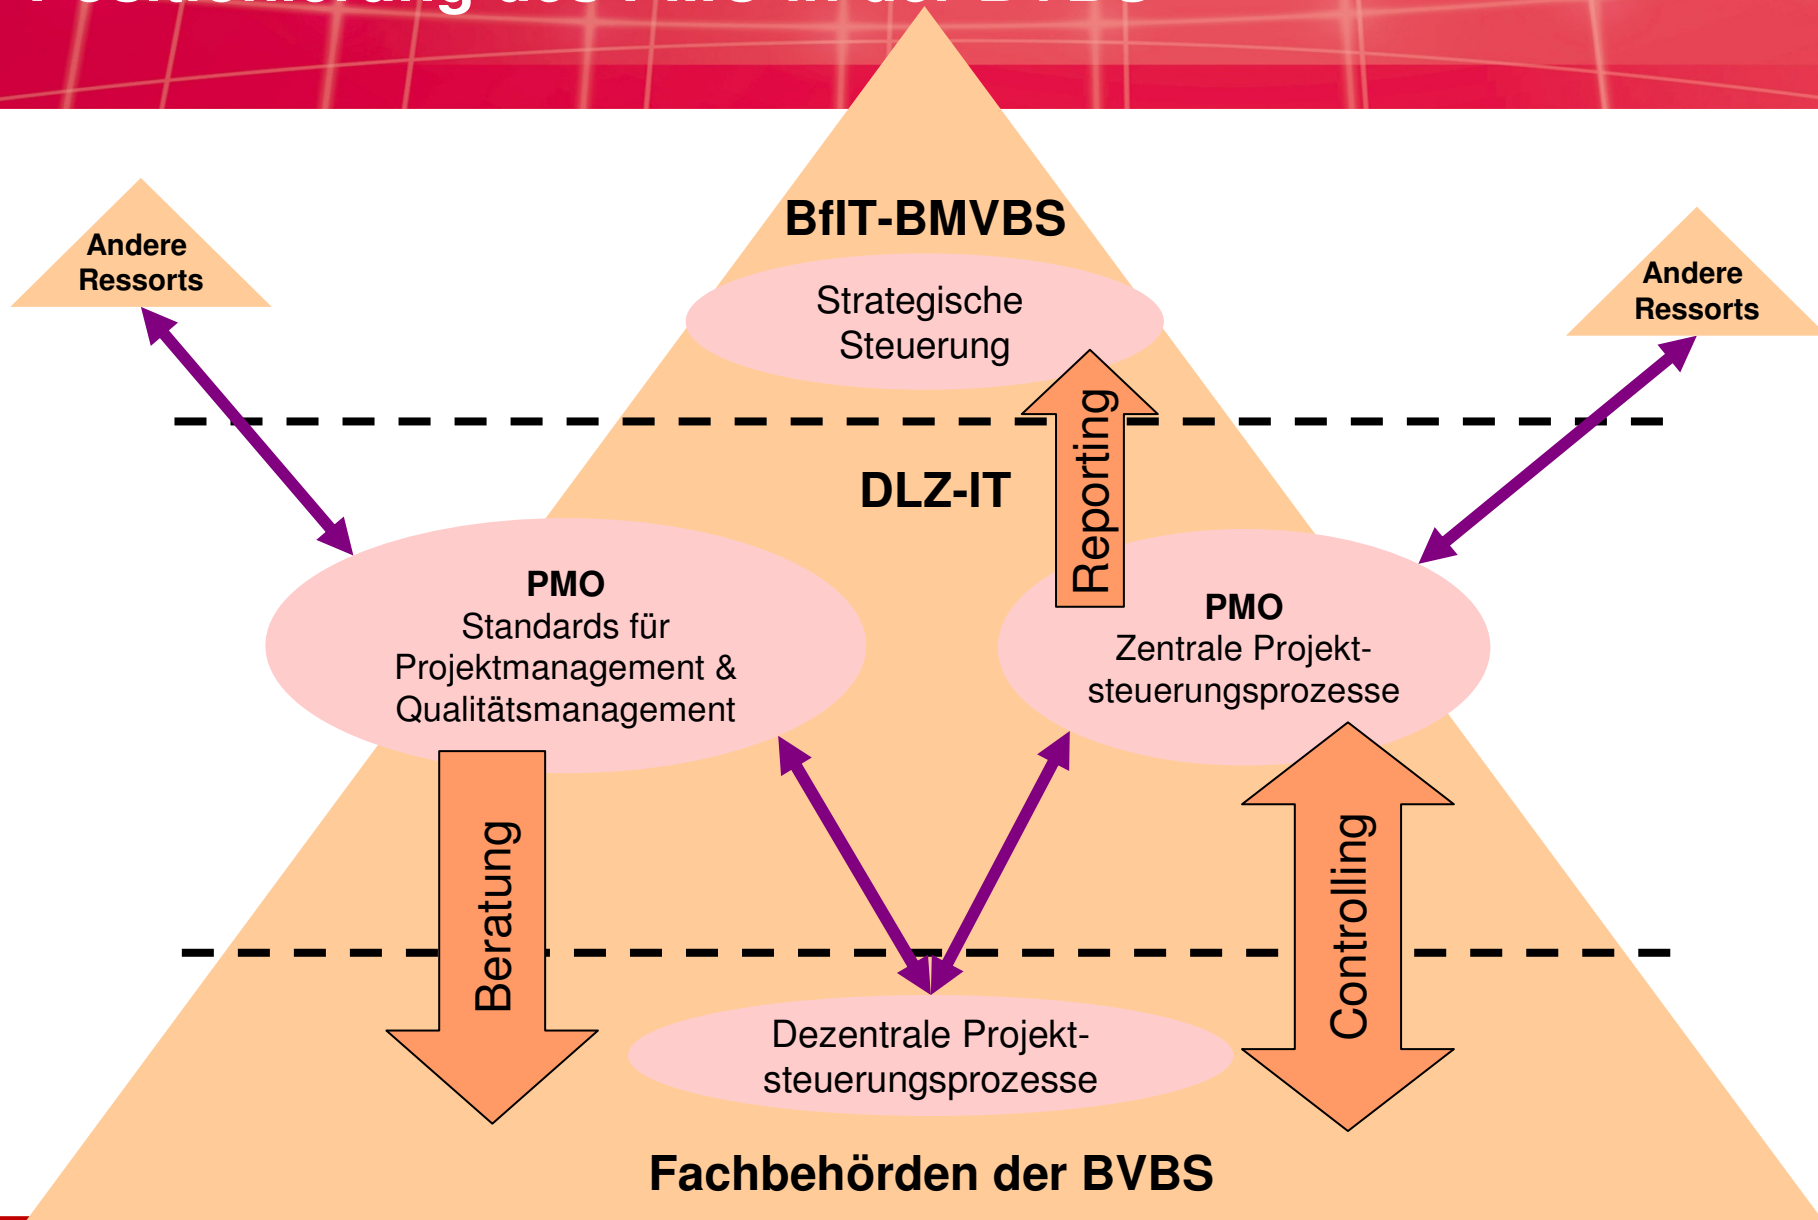 BfIT-BMVBS
Andere
Ressorts
Strategische
Steuerung
Andere
Ressorts
Reporting
DLZ-IT
PMO
Standards für
Projektmanagement &
Qualitätsmanagement
PMO
Zentrale Projekt-
steuerungsprozesse
Beratung
Controlling
Dezentrale Projekt-
steuerungsprozesse
Fachbehörden der BVBS